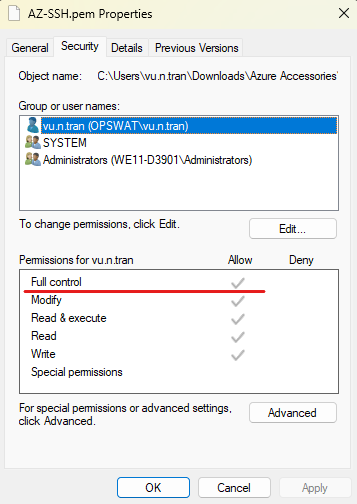 AZ-SSH.pem Properties
General Security Details Previous Versions
Object name: C:\Users\vu.n.tran\Downloads\Azure Accessories\
Group or user names:
vu.n.tran (OPSWAT\vu.n.tran)
SYSTEM
Administrators (WE11-D3901\Administrators)
To change permissions, click Edit.
Edit...
Permissions for vu.n.tran Allow Deny
Full control
Modify
Read & execute
Read
Write
Special permissions
For special permissions or advanced settings,
click Advanced.
Advanced
OK Cancel Apply